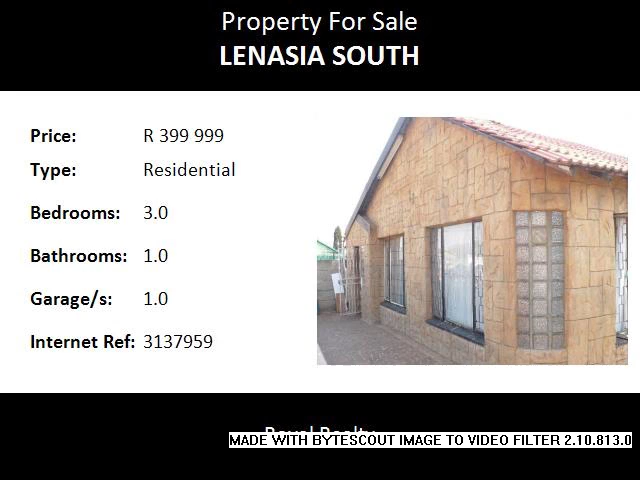 Property For Sale
LENASIA SOUTH
Price: R 399 999
Type: Residential
Bedrooms: 3.0
Bathrooms: 1.0
Garage/s: 1.0
Internet Ref: 3137959
MADE WITH BYTESCOUT IMAGE TO VIDEO FILTER 2.10.813.0